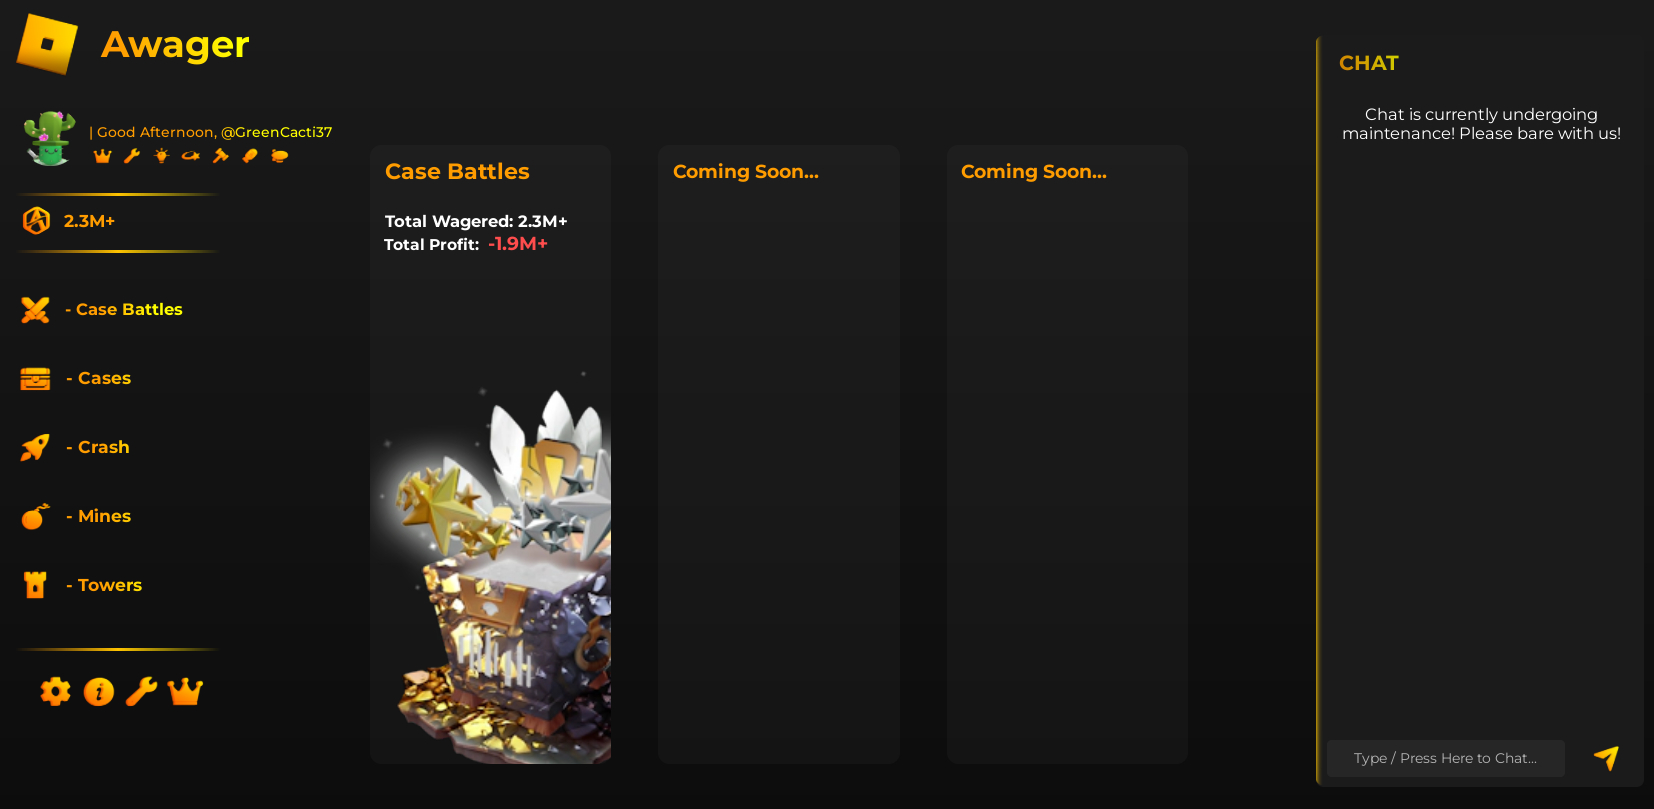 Awager
| Good Afternoon, @GreenCacti37
2.3M+
- Case Battles
- Cases
- Crash
- Mines
- Towers
Case Battles
Total Wagered: 2.3M+
Total Profit: -1.9M+
Coming Soon...
Coming Soon...
CHAT
Chat is currently undergoing
maintenance! Please bare with us!
Type / Press Here to Chat...